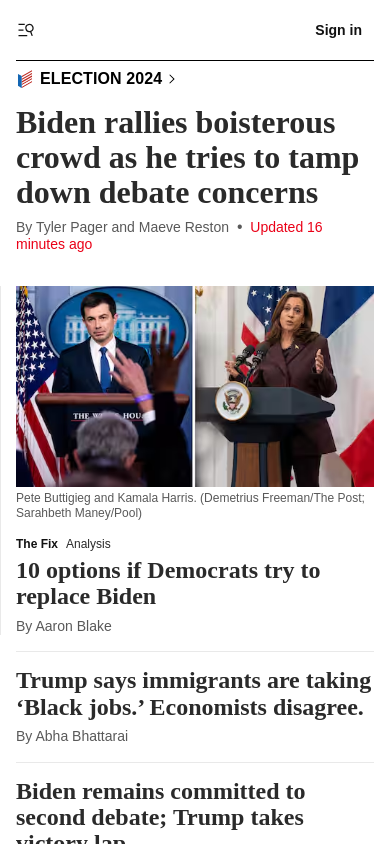 Sign in
ELECTION 2024
Biden rallies boisterous
crowd as he tries to tamp
down debate concerns
By Tyler Pager and Maeve Reston • Updated 16
minutes ago
THE WHITE HOU
Pete Buttigieg and Kamala Harris. (Demetrius Freeman/The Post;
Sarahbeth Maney/Pool)
The Fix Analysis
10 options if Democrats try to
replace Biden
By Aaron Blake
Trump says immigrants are taking
‘Black jobs.’ Economists disagree.
By Abha Bhattarai
Biden remains committed to
second debate; Trump takes
victory lap